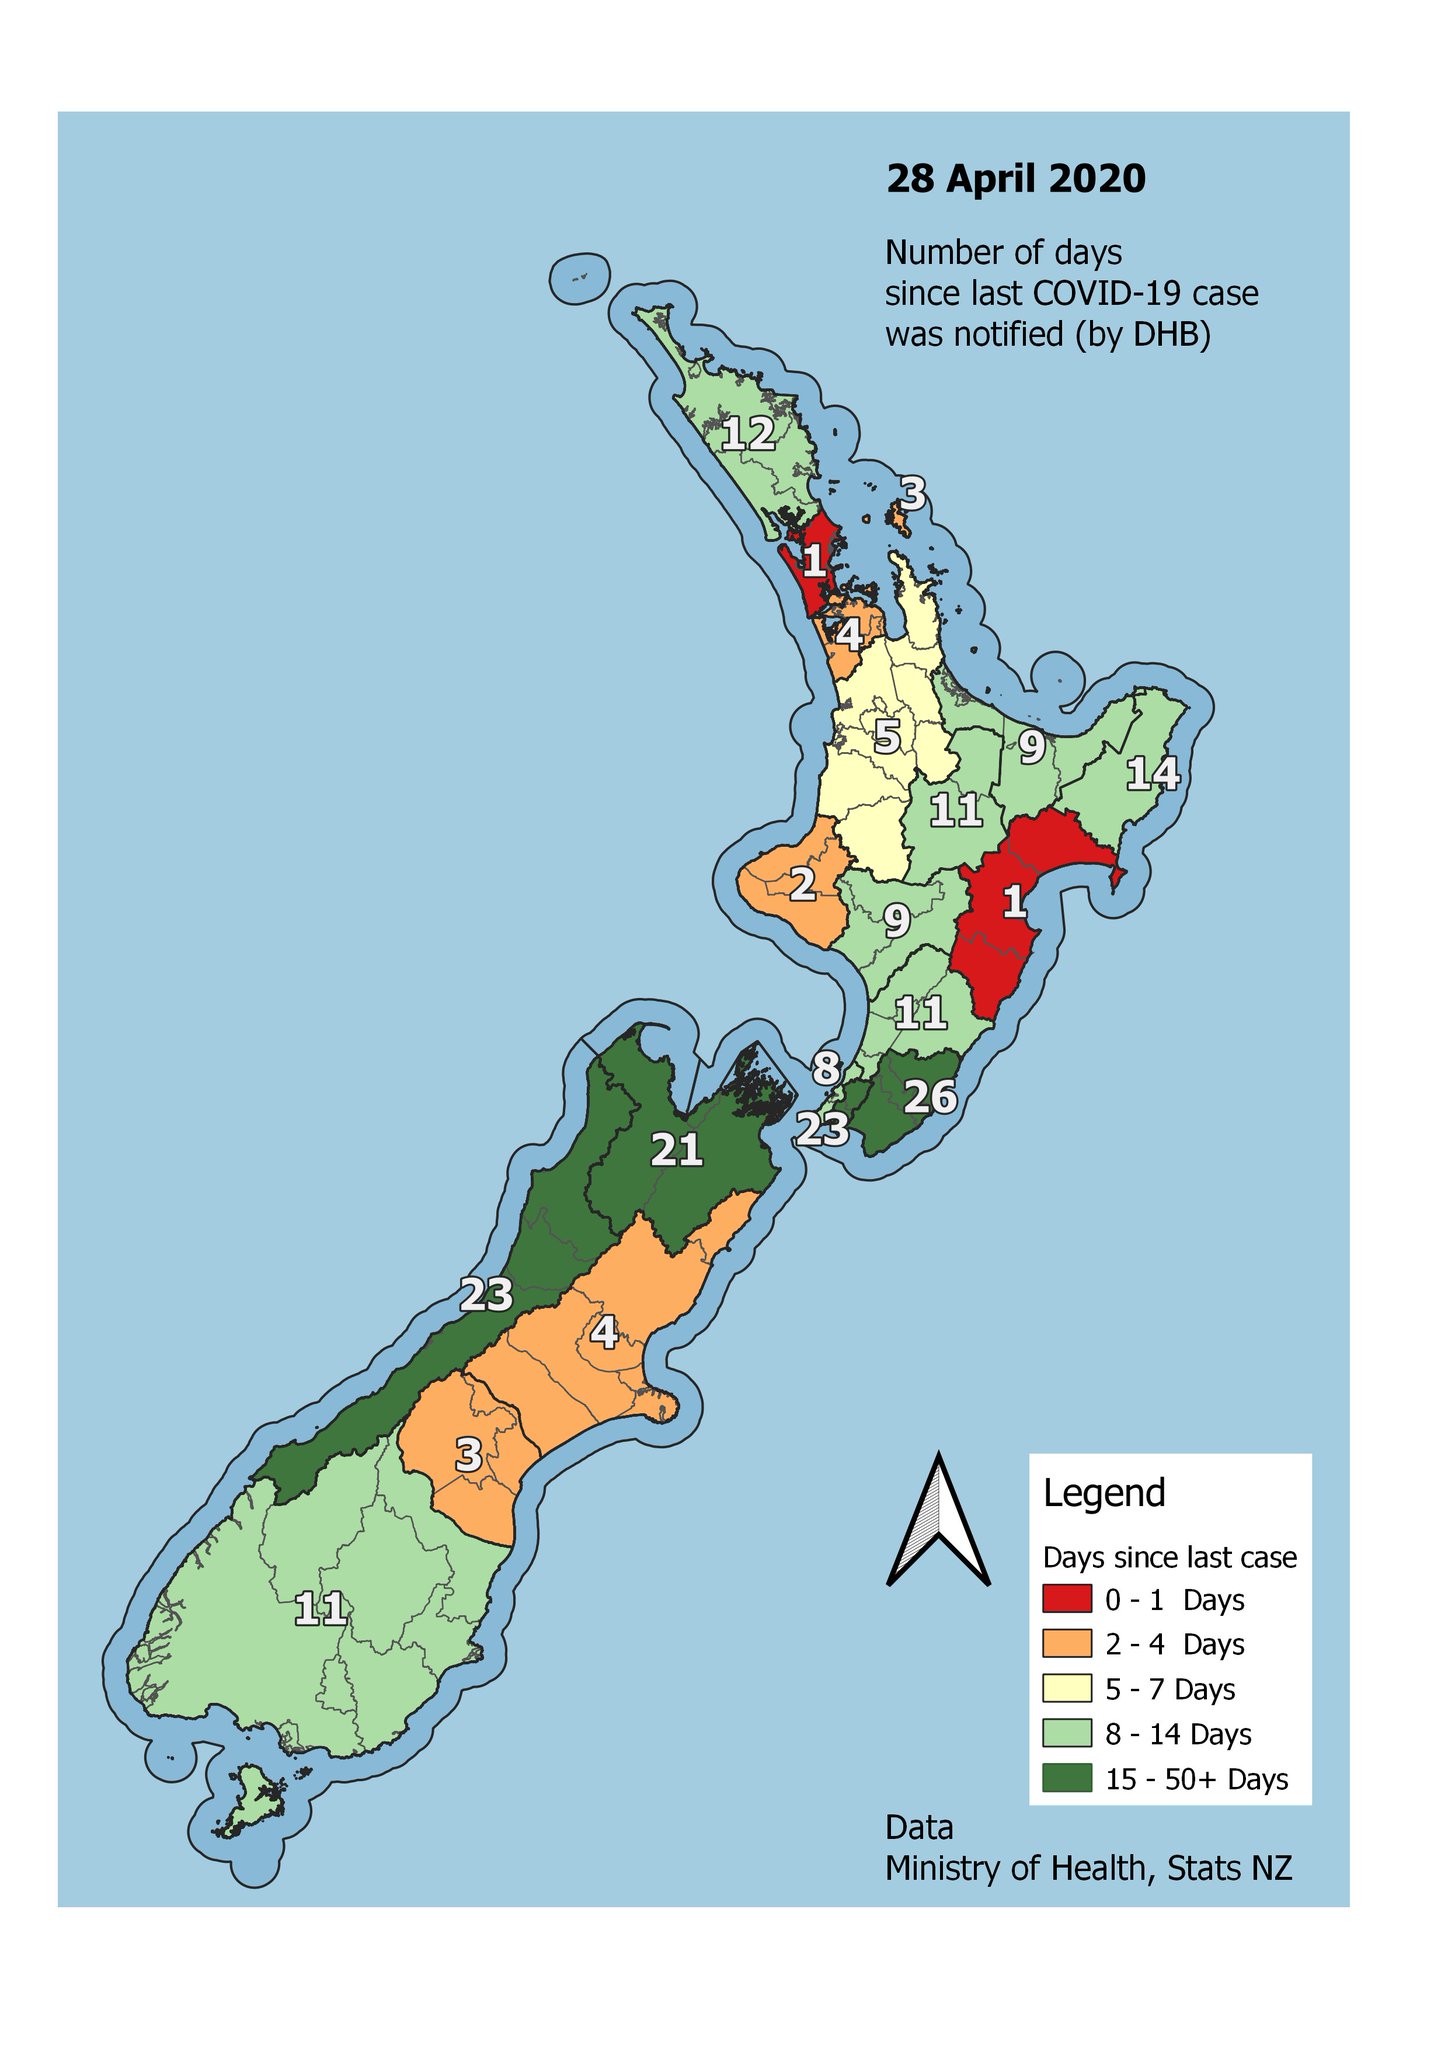 28 April 2020
Number of days
since last COVID-19 case
was notified (by DHB)
12
3
1
4
5
9
14
11
2
1
9
11
8
26
23
21
23
4
3
11
Legend
Days since last case
0 - 1 Days
2 - 4 Days
5 - 7 Days
8 - 14 Days
15 - 50+ Days
Data
Ministry of Health, Stats NZ